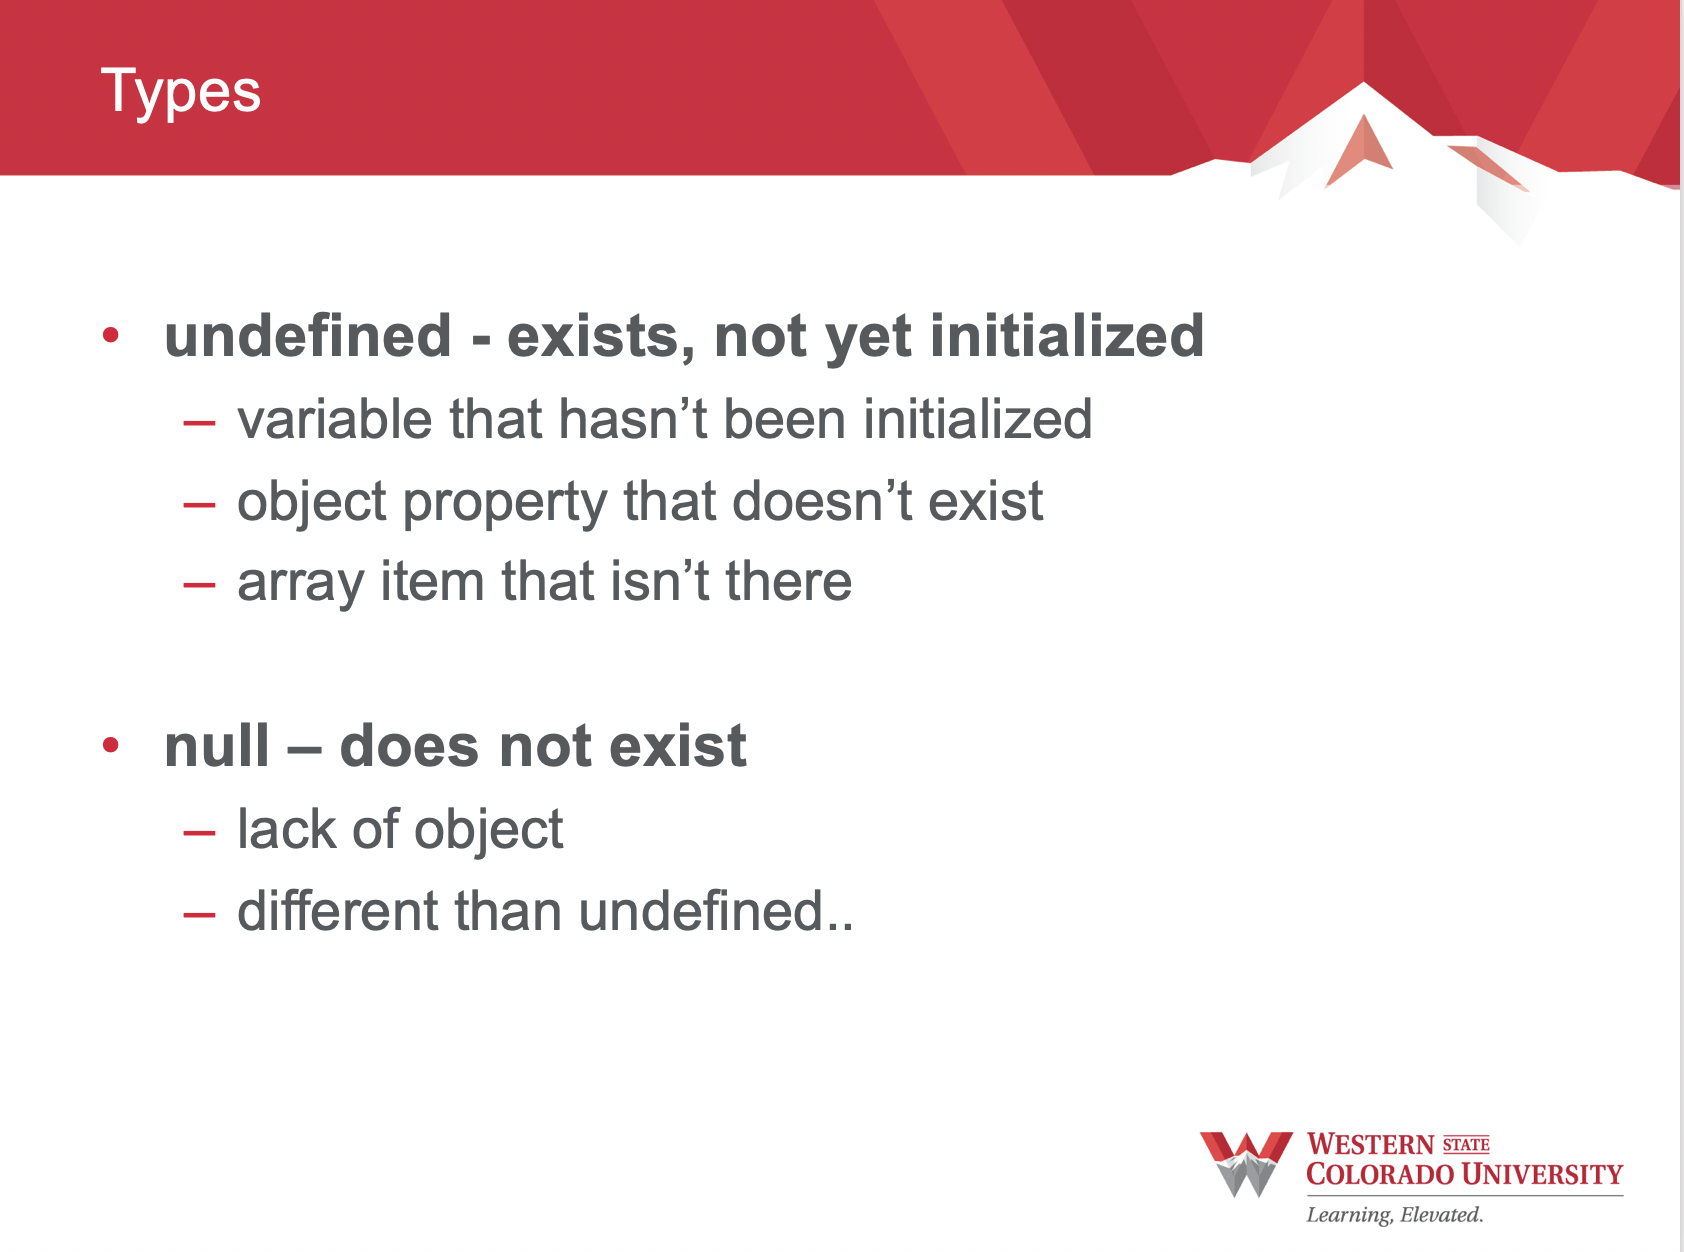 Types
• undefined - exists, not yet initialized
– variable that hasn’t been initialized
– object property that doesn’t exist
– array item that isn’t there
• null – does not exist
– lack of object
– different than undefined..
WESTERN STATE
COLORADO UNIVERSITY
Learning, Elevated.